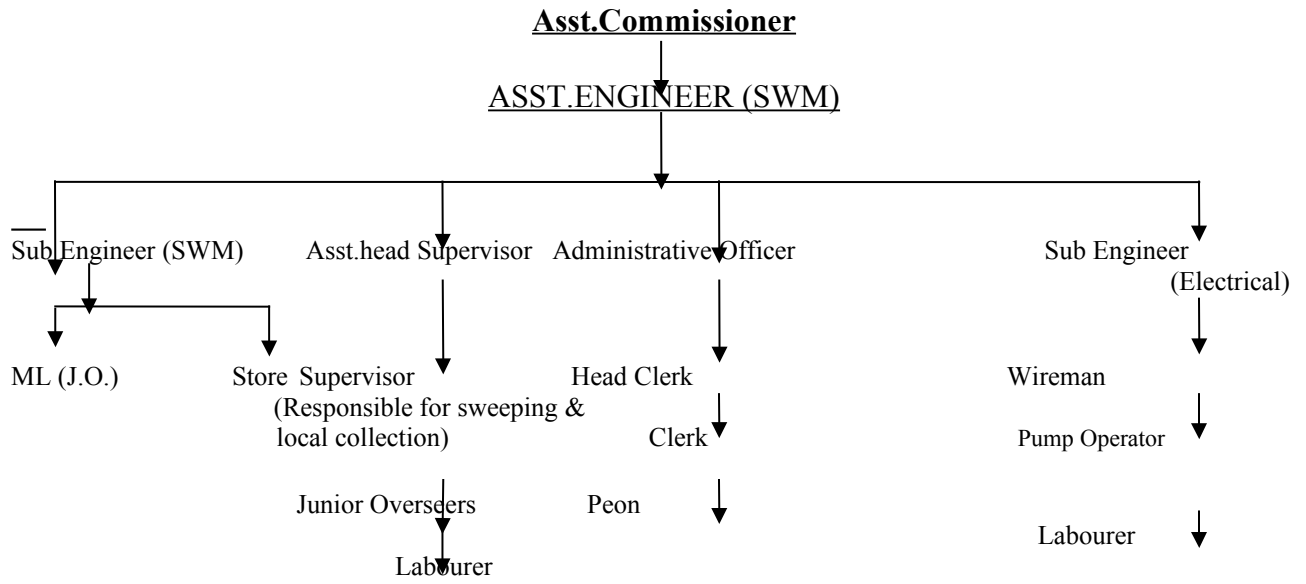 Asst.Commissioner
ASST.ENGINEER (SWM)
Sub Engineer (SWM) Asst.head Supervisor Administrative Officer Sub Engineer
(Electrical)
ML (J.O.) Store Supervisor Head Clerk Wireman
(Responsible for sweeping &
local collection) Clerk Pump Operator
Junior Overseers Peon
Labourer
Labourer